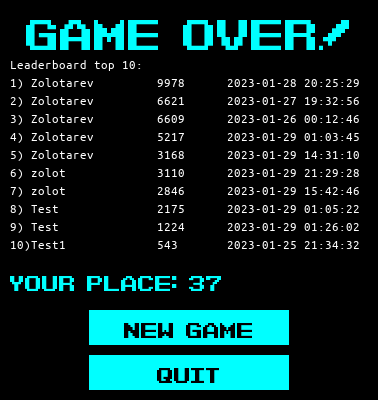 GAME OVER!
Leaderboard top 10:
1) Zolotarev 9978 2023-01-28 20:25:29
2) Zolotarev 6621 2023-01-27 19:32:56
3) Zolotarev 6609 2023-01-26 00:12:46
4) Zolotarev 5217 2023-01-29 01:03:45
5) Zolotarev 3168 2023-01-29 14:31:10
6) zolot 3110 2023-01-29 21:29:28
7) zolot 2846 2023-01-29 15:42:46
8) Test 2175 2023-01-29 01:05:22
9) Test 1224 2023-01-29 01:26:02
10)Test1 543 2023-01-25 21:34:32
YOUR PLACE: 37
NEW GAME
QUIT